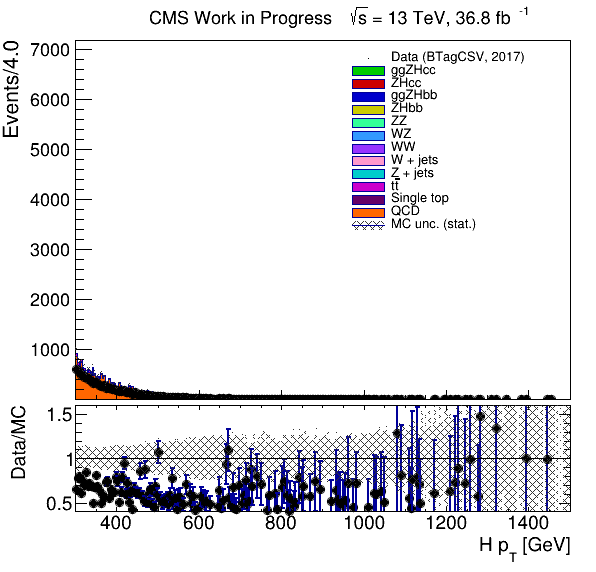 CMS Work in Progress √s = 13 TeV, 36.8 fb⁻¹
Events/4.0
7000
6000
5000
4000
3000
2000
1000
Data (BTagCSV, 2017)
ggZHcc
ZHcc
ggZHbb
ZHbb
ZZ
WZ
WW
W + jets
Z + jets
tt̄
Single top
QCD
MC unc. (stat.)
Data/MC
1.5
1
0.5
400 600 800 1000 1200 1400
H p_T [GeV]